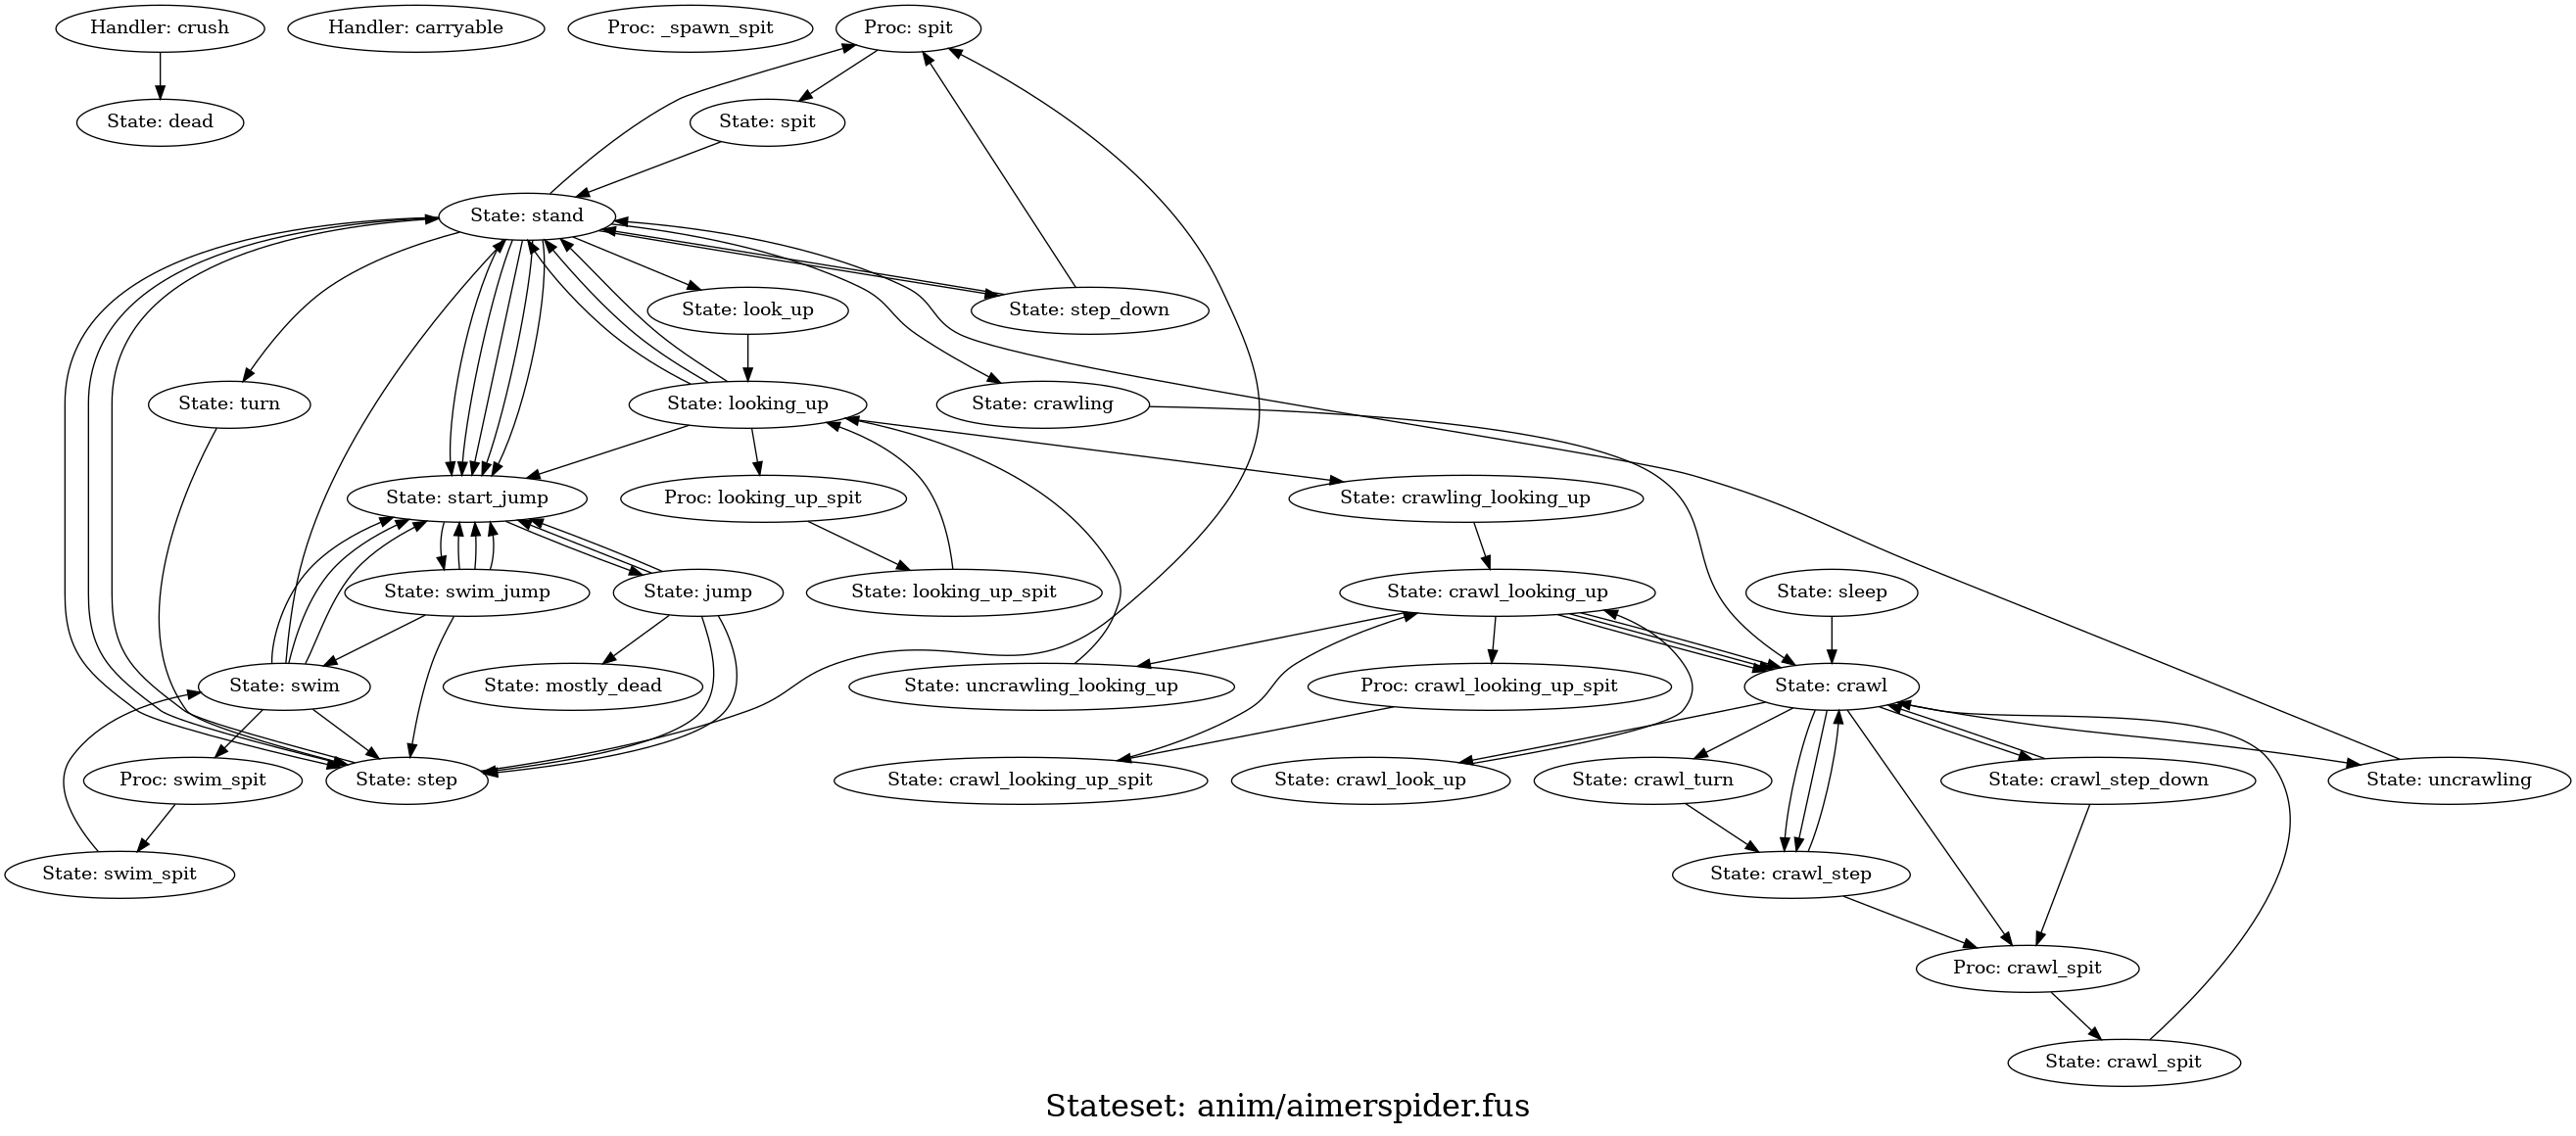 Handler: crush
Handler: carryable
Proc: _spawn_spit
Proc: spit
State: dead
State: spit
State: stand
State: look_up
State: step_down
State: turn
State: looking_up
State: crawling
State: start_jump
Proc: looking_up_spit
State: crawling_looking_up
State: swim_jump
State: jump
State: looking_up_spit
State: crawl_looking_up
State: sleep
State: swim
State: mostly_dead
State: uncrawling_looking_up
Proc: crawl_looking_up_spit
State: crawl
Proc: swim_spit
State: step
State: crawl_looking_up_spit
State: crawl_look_up
State: crawl_turn
State: crawl_step_down
State: uncrawling
State: swim_spit
State: crawl_step
Proc: crawl_spit
State: crawl_spit
Stateset: anim/aimerspider.fus